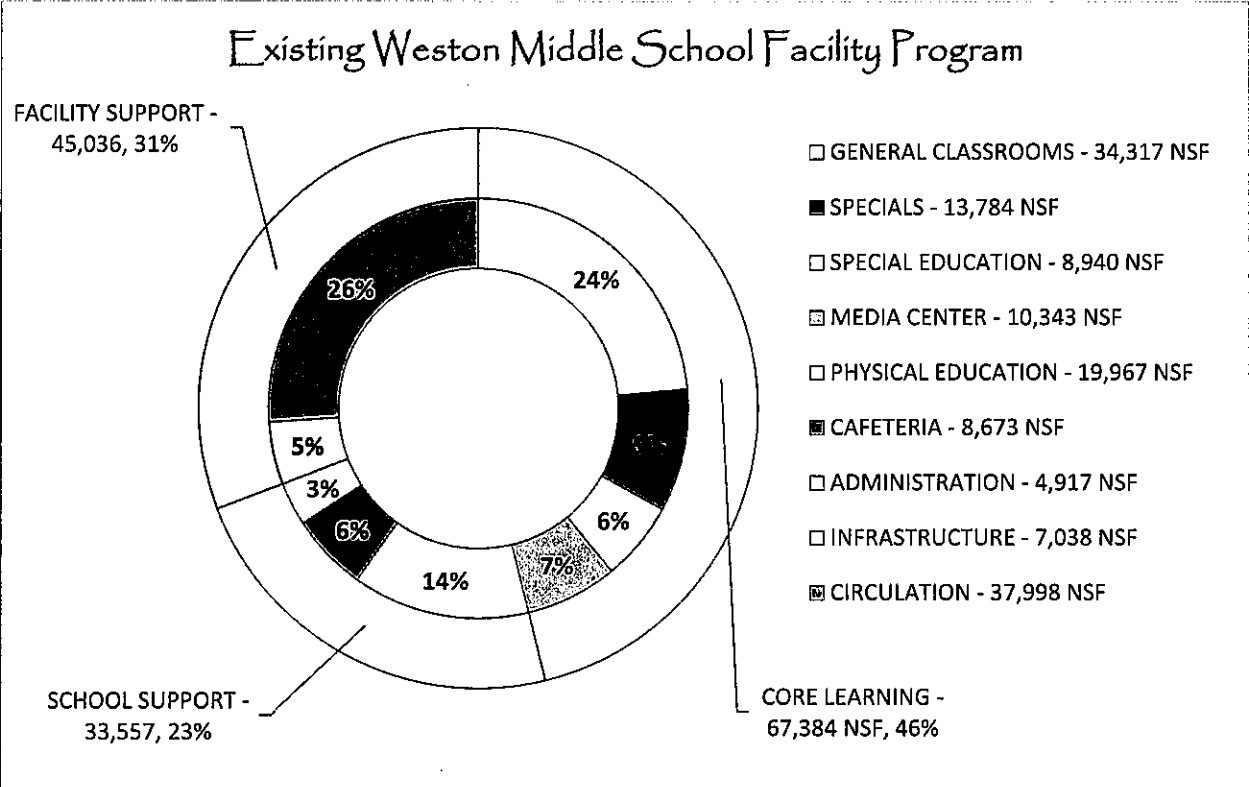 Existing Weston Middle School Facility Program
FACILITY SUPPORT -
45,036, 31%
GENERAL CLASSROOMS - 34,317 NSF
SPECIALS - 13,784 NSF
SPECIAL EDUCATION - 8,940 NSF
MEDIA CENTER - 10,343 NSF
PHYSICAL EDUCATION - 19,967 NSF
CAFETERIA - 8,673 NSF
ADMINISTRATION - 4,917 NSF
INFRASTRUCTURE - 7,038 NSF
CIRCULATION - 37,998 NSF
26%
24%
5%
3%
6%
14%
7%
6%
SCHOOL SUPPORT -
33,557, 23%
CORE LEARNING -
67,384 NSF, 46%